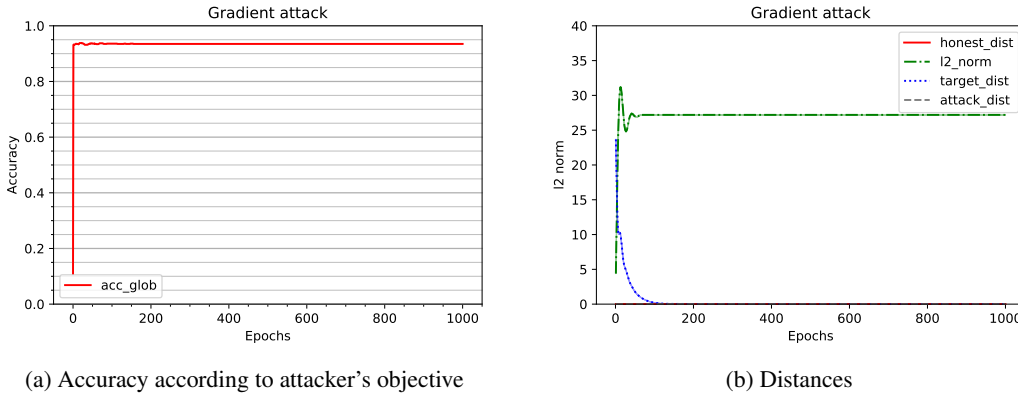 Gradient attack
1.0
0.8
0.6
0.4
0.2
0.0
Accuracy
acc_glob
0 200 400 600 800 1000
Epochs
(a) Accuracy according to attacker's objective
Gradient attack
40
35
30
25
20
15
10
5
0
l2 norm
honest_dist
l2_norm
target_dist
attack_dist
0 200 400 600 800 1000
Epochs
(b) Distances